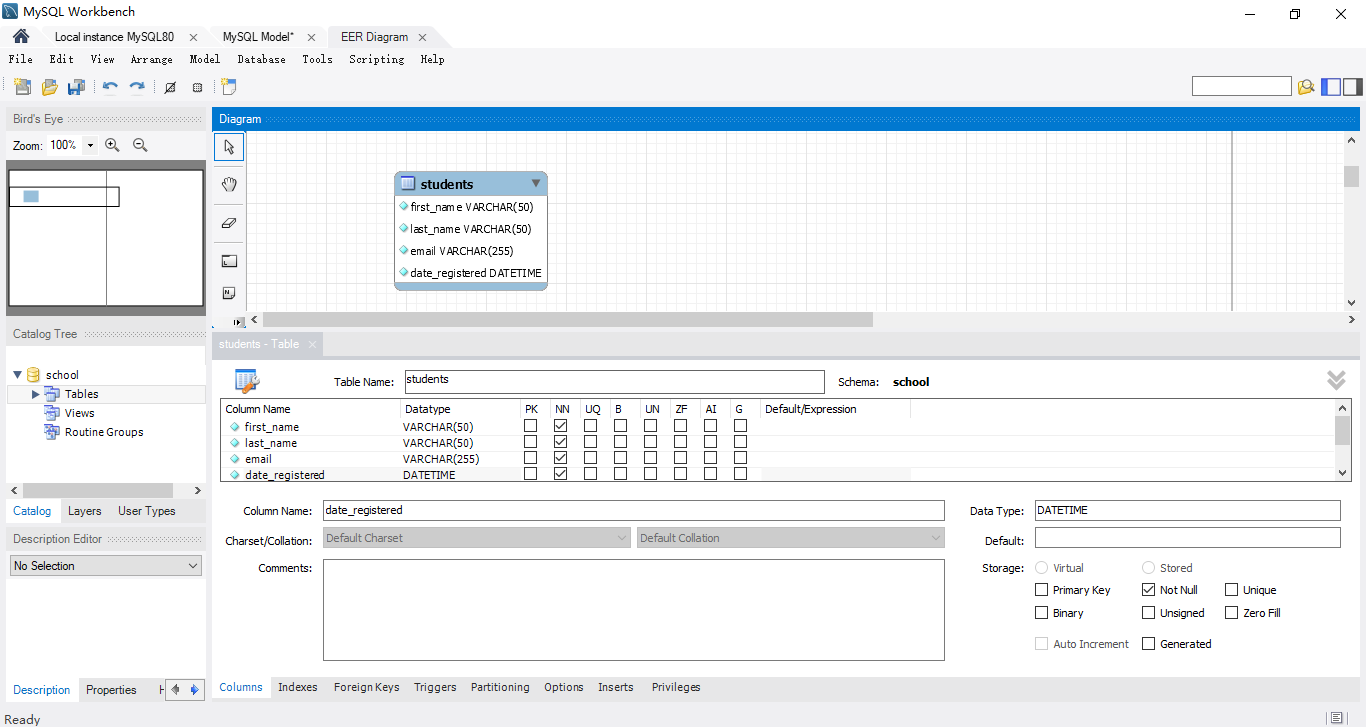 MySQL Workbench
Local instance MySQL80 MySQL Model* EER Diagram
File Edit View Arrange Model Database Tools Scripting Help
Bird's Eye
Zoom: 100%
Diagram
students
first_name VARCHAR(50)
last_name VARCHAR(50)
email VARCHAR(255)
date_registered DATETIME
Catalog Tree
school
Tables
Views
Routine Groups
Catalog Layers User Types
Description Editor
No Selection
Description Properties H
students - Table
Table Name: students Schema: school
Column Name Datatype PK NN UQ B UN ZF AI G Default/Expression
first_name VARCHAR(50)
last_name VARCHAR(50)
email VARCHAR(255)
date_registered DATETIME
Column Name: date_registered Data Type: DATETIME
Charset/Collation: Default Charset Default Collation Default:
Comments: Storage: Virtual Stored
Primary Key Not Null Unique
Binary Unsigned Zero Fill
Auto Increment Generated
Columns Indexes Foreign Keys Triggers Partitioning Options Inserts Privileges
Ready